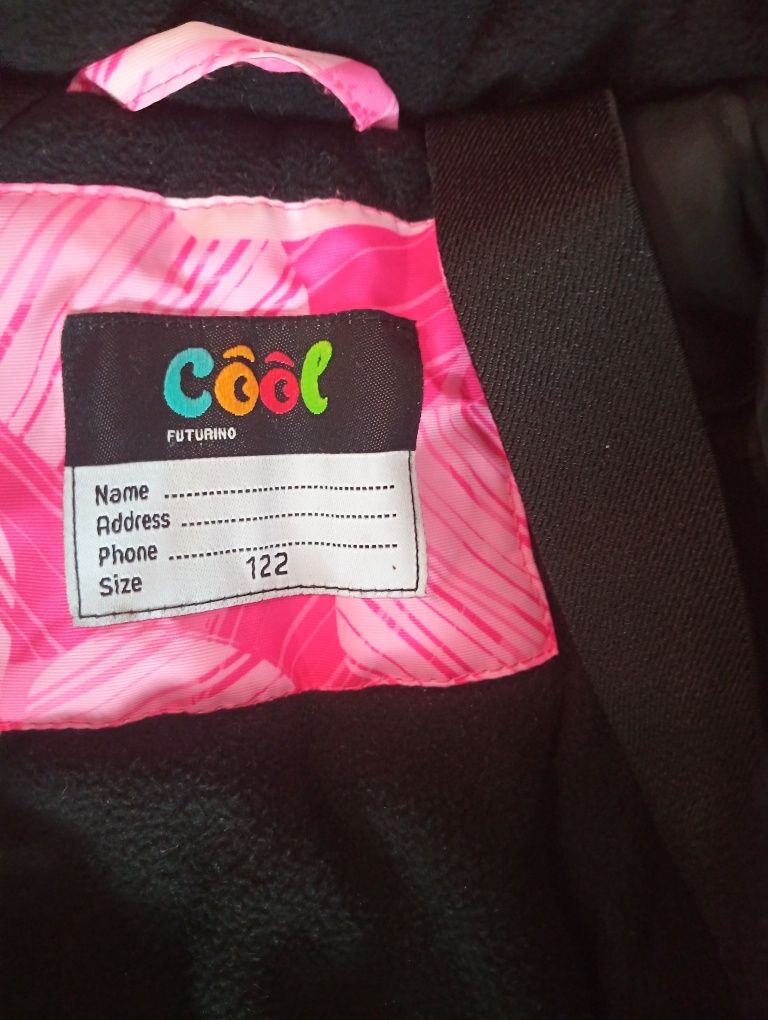 Côôl
FUTURINO
Name ........................................
Address ........................................
Phone ........................................
Size 122